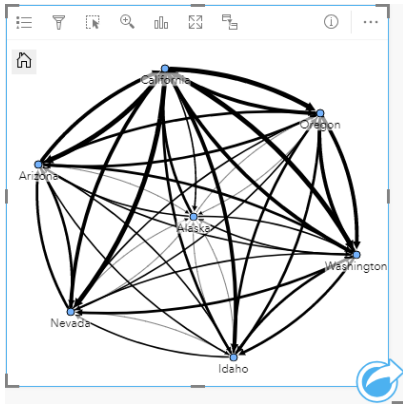 California
Oregon
Arizona
Alaska
Washington
Nevada
Idaho